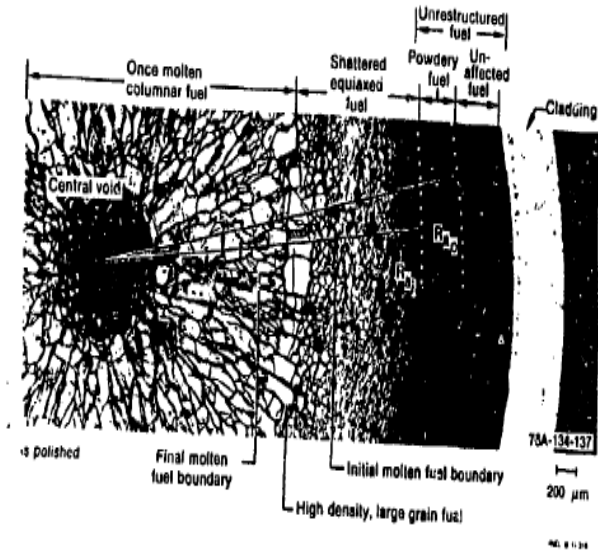 Unrestructured
fuel
Once molten
columnar fuel
Shattered
equiaxed
fuel
Powdery
fuel
Un-
affected
fuel
Cladding
Central void
78A-134-137
200 µm
s polished
Final molten
fuel boundary
Initial molten fuel boundary
High density, large grain fuel